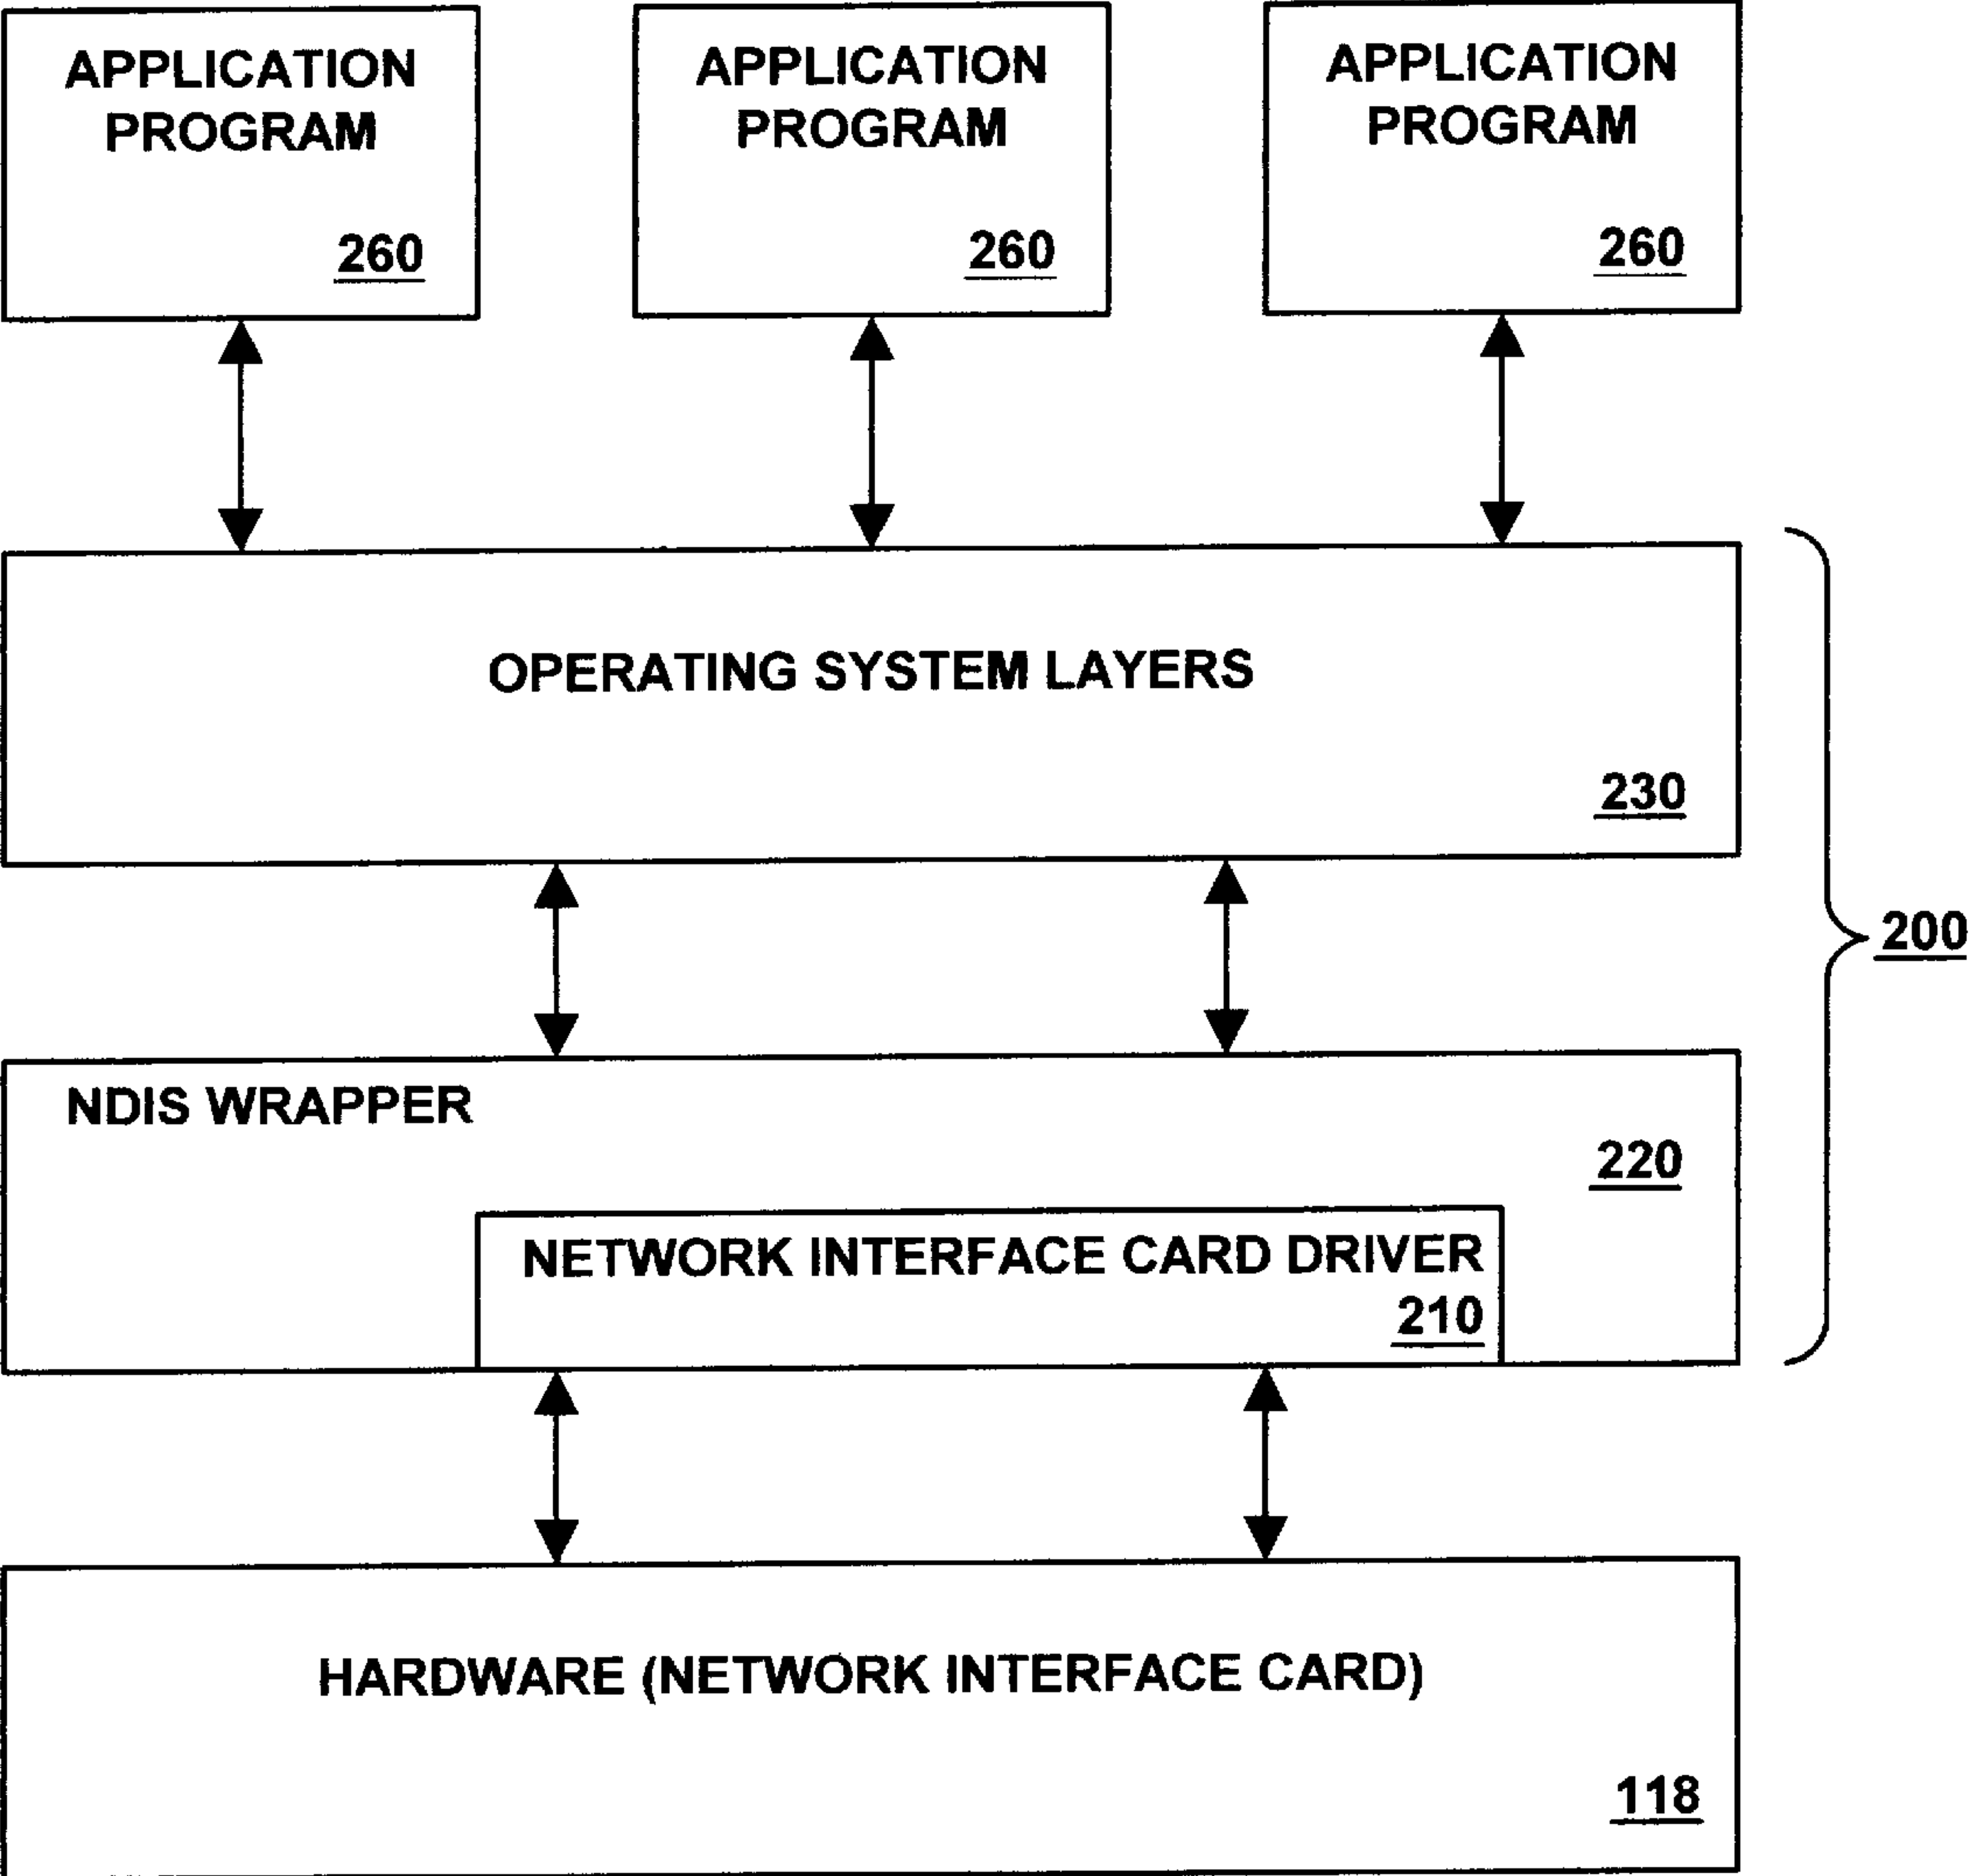 APPLICATION
PROGRAM
260
APPLICATION
PROGRAM
260
APPLICATION
PROGRAM
260
OPERATING SYSTEM LAYERS
230
200
NDIS WRAPPER
220
NETWORK INTERFACE CARD DRIVER
210
HARDWARE (NETWORK INTERFACE CARD)
118